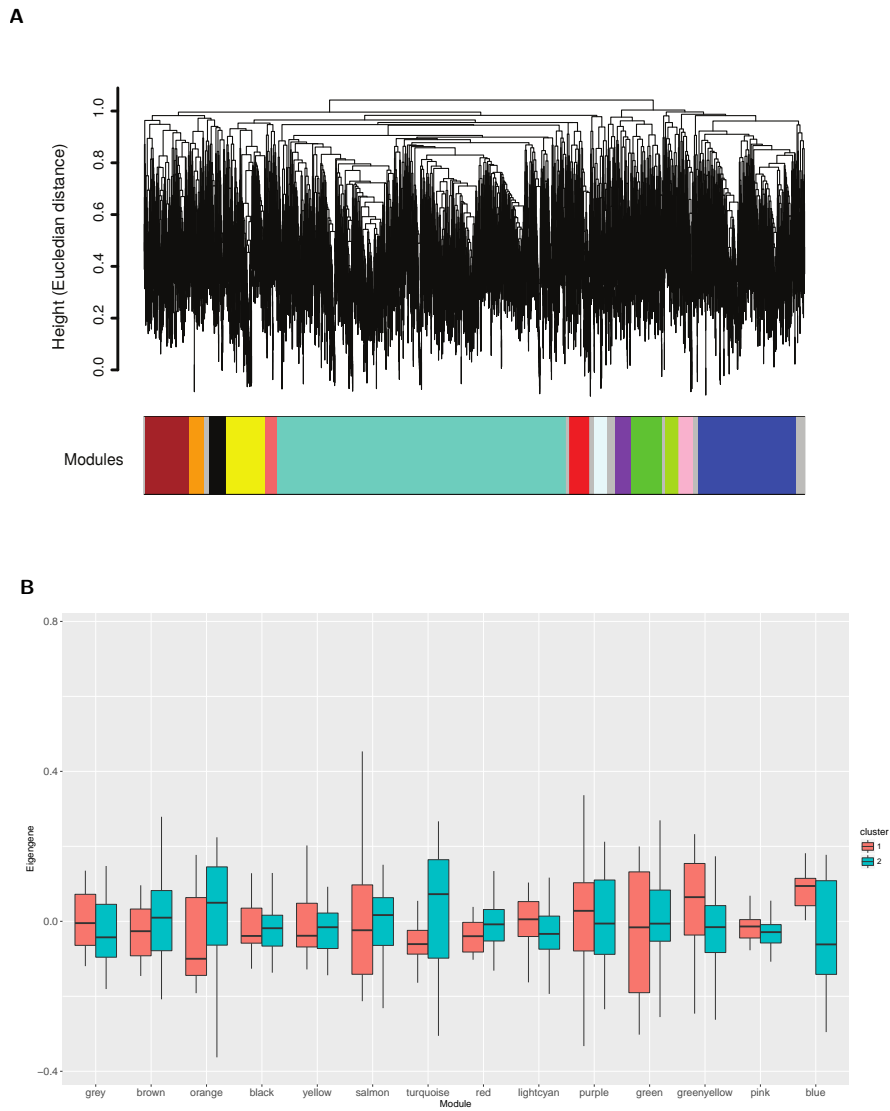 A
Height (Eucledian distance)
1.0
0.8
0.6
0.4
0.2
0.0
Modules
B
Eigengene
0.8
0.4
0.0
−0.4
grey brown orange black yellow salmon turquoise red lightcyan purple green greenyellow pink blue
Module
cluster
1
2